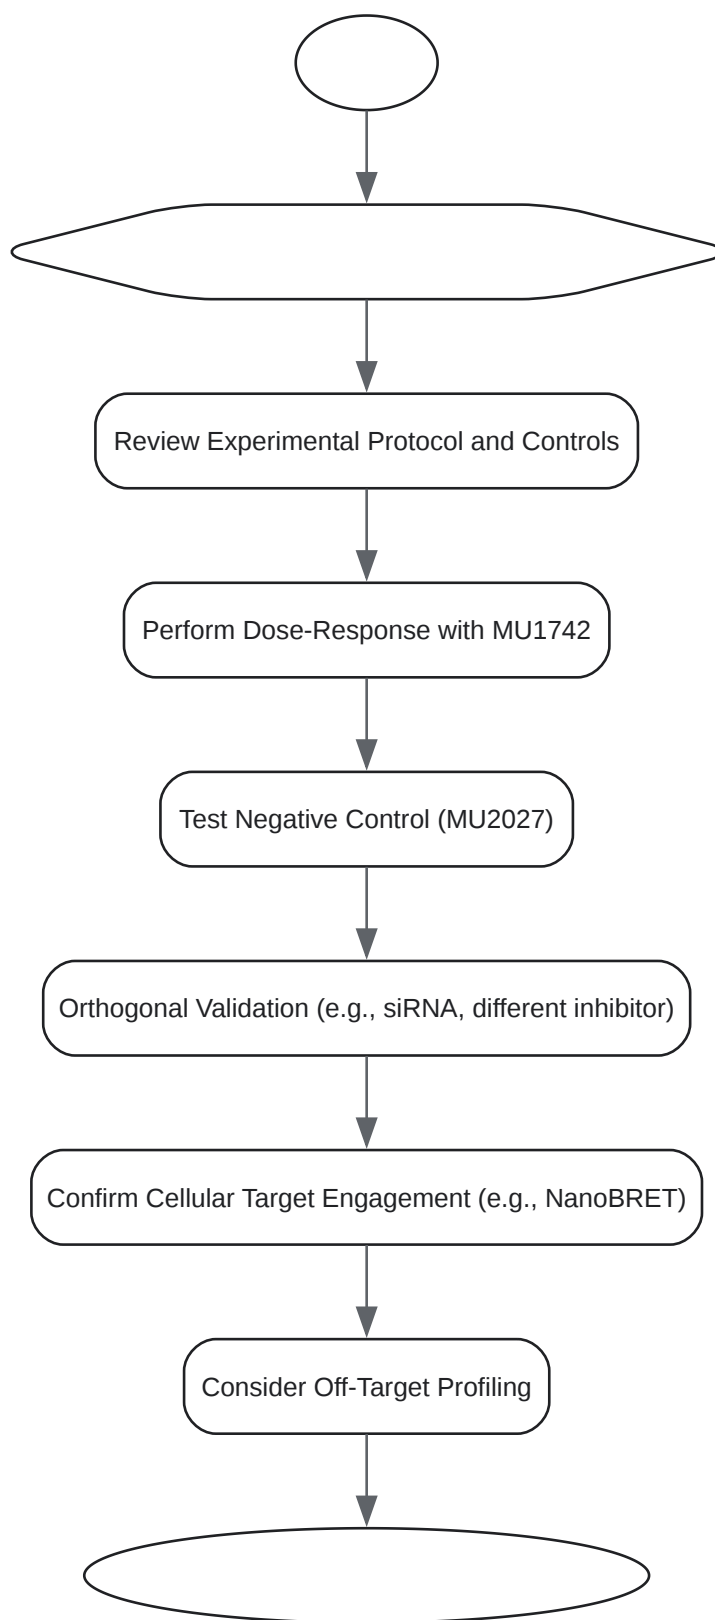 Review Experimental Protocol and Controls
Perform Dose-Response with MU1742
Test Negative Control (MU2027)
Orthogonal Validation (e.g., siRNA, different inhibitor)
Confirm Cellular Target Engagement (e.g., NanoBRET)
Consider Off-Target Profiling